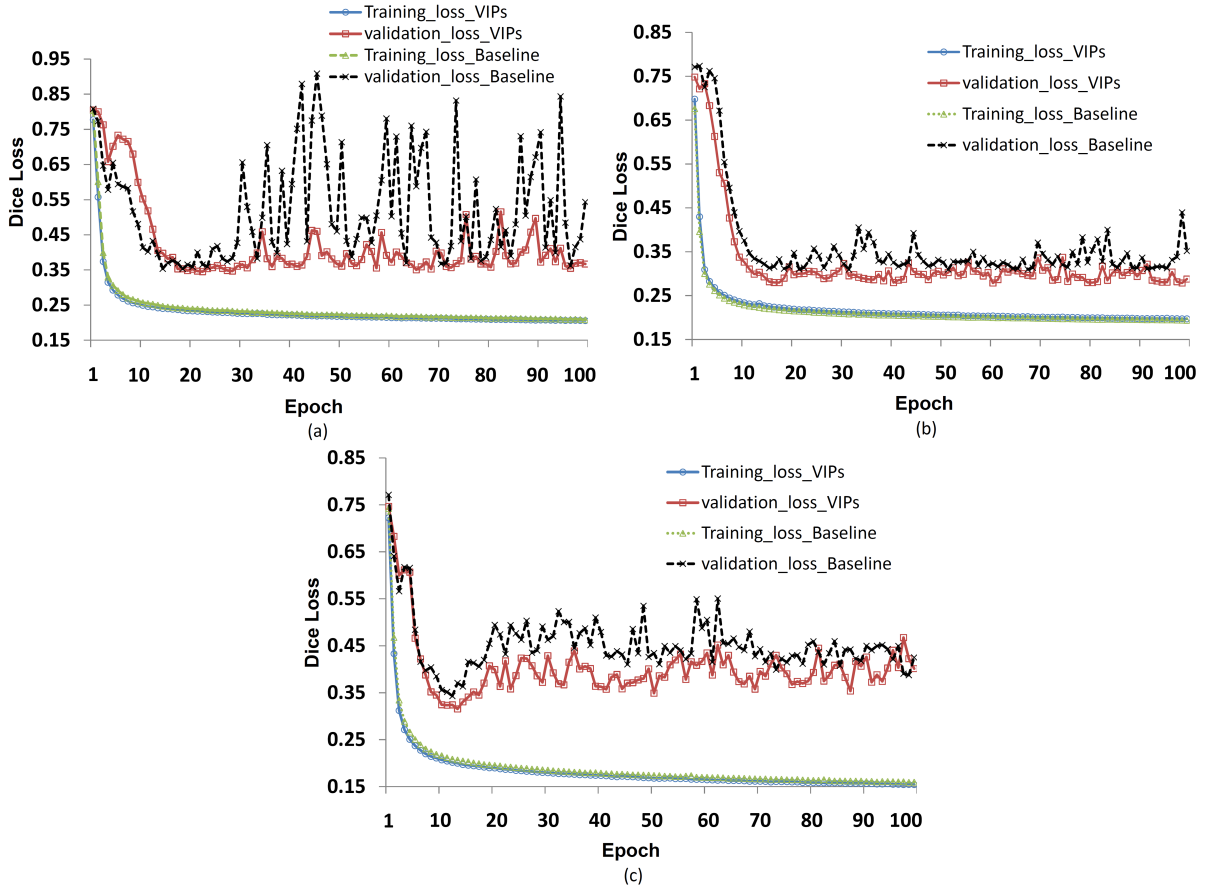 Training_loss_VIPs
validation_loss_VIPs
Training_loss_Baseline
validation_loss_Baseline
0.95
0.85
0.75
0.65
0.55
0.45
0.35
0.25
0.15
Dice Loss
1 10 20 30 40 50 60 70 80 90 100
Epoch
(a)
Training_loss_VIPs
validation_loss_VIPs
Training_loss_Baseline
validation_loss_Baseline
0.85
0.75
0.65
0.55
0.45
0.35
0.25
0.15
Dice Loss
1 10 20 30 40 50 60 70 80 90 100
Epoch
(b)
Training_loss_VIPs
validation_loss_VIPs
Training_loss_Baseline
validation_loss_Baseline
0.85
0.75
0.65
0.55
0.45
0.35
0.25
0.15
Dice Loss
1 10 20 30 40 50 60 70 80 90 100
Epoch
(c)